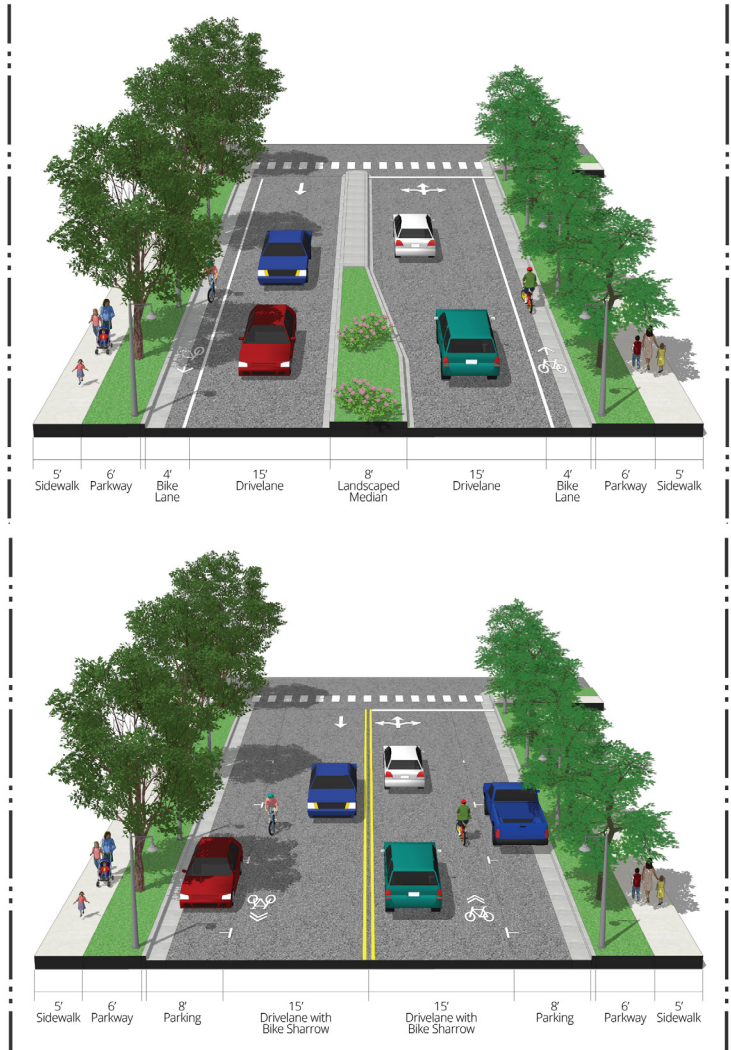 5' 6' 4' 15' 8' 15' 4' 6' 5'
Sidewalk Parkway Bike Drivelane Landscaped Drivelane Bike Parkway Sidewalk
Lane Median Lane
5' 6' 8' 15' 15' 8' 6' 5'
Sidewalk Parkway Parking Drivelane with Drivelane with Parking Parkway Sidewalk
Bike Sharrow Bike Sharrow